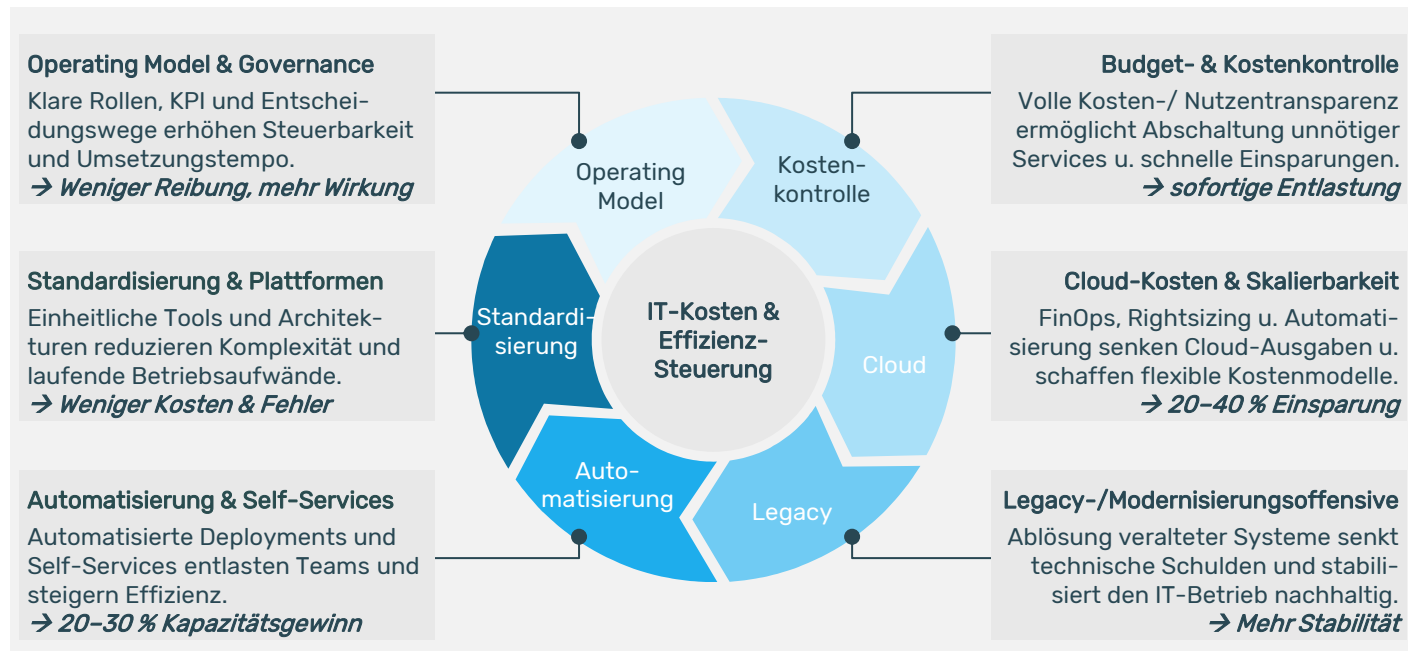 Operating Model & Governance
Klare Rollen, KPI und Entschei-
dungswege erhöhen Steuerbarkeit
und Umsetzungstempo.
→ Weniger Reibung, mehr Wirkung
Standardisierung & Plattformen
Einheitliche Tools und Architek-
turen reduzieren Komplexität und
laufende Betriebsaufwände.
→ Weniger Kosten & Fehler
Automatisierung & Self-Services
Automatisierte Deployments und
Self-Services entlasten Teams und
steigern Effizienz.
→ 20–30 % Kapazitätsgewinn
Operating
Model
Kosten-
kontrolle
Standardi-
sierung
IT-Kosten &
Effizienz-
Steuerung
Cloud
Auto-
matisierung
Legacy
Budget- & Kostenkontrolle
Volle Kosten-/ Nutzentransparenz
ermöglicht Abschaltung unnötiger
Services u. schnelle Einsparungen.
→ sofortige Entlastung
Cloud-Kosten & Skalierbarkeit
FinOps, Rightsizing u. Automati-
sierung senken Cloud-Ausgaben u.
schaffen flexible Kostenmodelle.
→ 20–40 % Einsparung
Legacy-/Modernisierungsoffensive
Ablösung veralteter Systeme senkt
technische Schulden und stabili-
siert den IT-Betrieb nachhaltig.
→ Mehr Stabilität